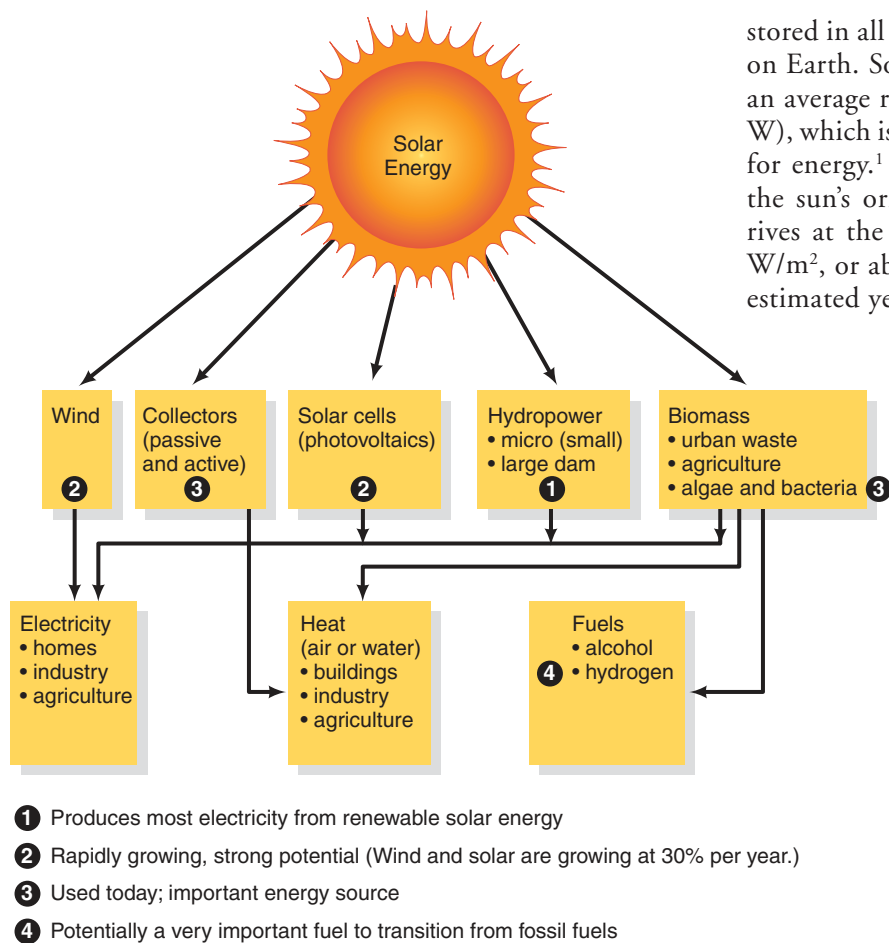 stored in all
on Earth. So
an average r
W), which is
for energy.1
the sun's or
rives at the
W/m², or ab
estimated ye
Solar
Energy
Wind
2
Collectors
(passive
and active)
3
Solar cells
(photovoltaics)
2
Hydropower
• micro (small)
• large dam
1
Biomass
• urban waste
• agriculture
• algae and bacteria 3
Electricity
• homes
• industry
• agriculture
Heat
(air or water)
• buildings
• industry
• agriculture
Fuels
• alcohol
4 • hydrogen
1 Produces most electricity from renewable solar energy
2 Rapidly growing, strong potential (Wind and solar are growing at 30% per year.)
3 Used today; important energy source
4 Potentially a very important fuel to transition from fossil fuels